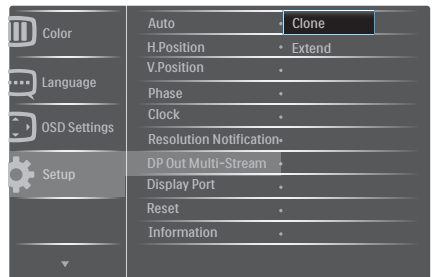 Color
Language
OSD Settings
Setup
Auto
H.Position
V.Position
Phase
Clock
Resolution Notification
DP Out Multi-Stream
Display Port
Reset
Information
Clone
Extend